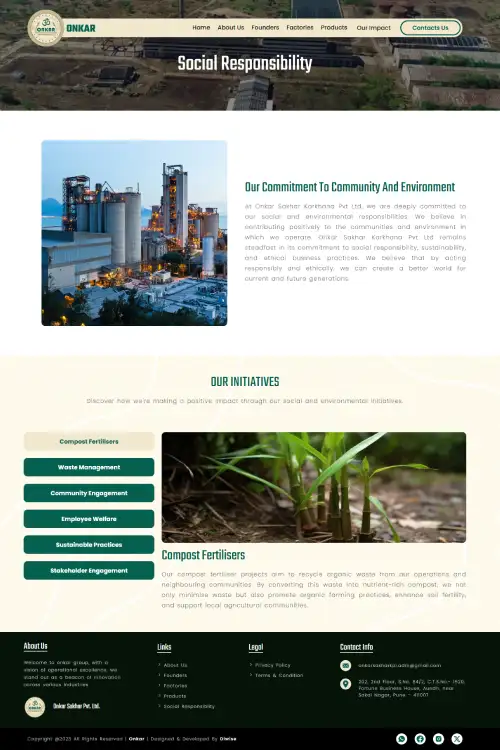 ONKAR
ONKAR
Home About Us Founders Factories Products Our Impact Contacts Us
Social Responsibility
Our Commitment To Community And Environment
At Onkar Sakhar Karkhana Pvt Ltd, we are deeply committed to
our social and environmental responsibilities. We believe in
contributing positively to the communities and environment in
which we operate. Onkar Sakhar Karkhana Pvt Ltd remains
steadfast in its commitment to social responsibility, sustainability,
and ethical business practices. We believe that by acting
responsibly and ethically, we can create a better world for
current and future generations.
OUR INITIATIVES
Discover how we're making a positive impact through our social and environmental initiatives.
Compost Fertilisers
Waste Management
Community Engagement
Employee Welfare
Sustainable Practices
Stakeholder Engagement
Compost Fertilisers
Our compost fertiliser projects aim to recycle organic waste from our operations and
neighbouring communities. By converting this waste into nutrient-rich compost, we not
only minimise waste but also promote organic farming practices, enhance soil fertility,
and support local agricultural communities.
About Us
Welcome to onkar group, with a
vision of operational excellence, we
stand out as a beacon of innovation
across various industries
Onkar Sakhar Pvt. Ltd.
Links
› About Us
› Founders
› Factories
› Products
› Social Responsibility
Legal
› Privacy Policy
› Terms & Condition
Contact Info
202, 2nd Floor, S.No. 84/2, C.T.S.No.- 1920,
Fortune Business House, Aundh, near
Sakal Nagar, Pune - 411007
Copyright @2023 All Rights Reserved | Onkar | Designed & Developed By Olwise